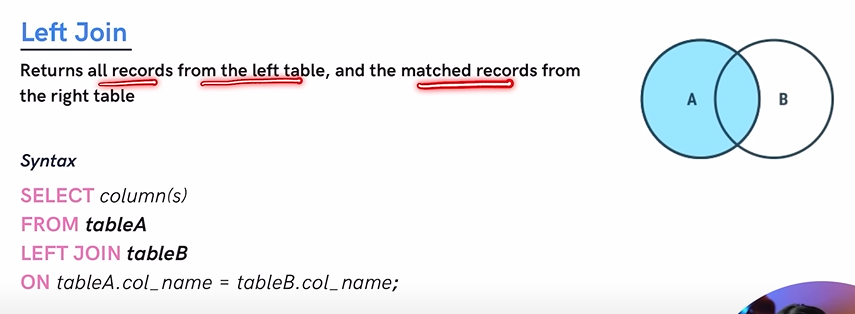 Left Join
Returns all records from the left table, and the matched records from
the right table
A
B
Syntax
SELECT column(s)
FROM tableA
LEFT JOIN tableB
ON tableA.col_name = tableB.col_name;